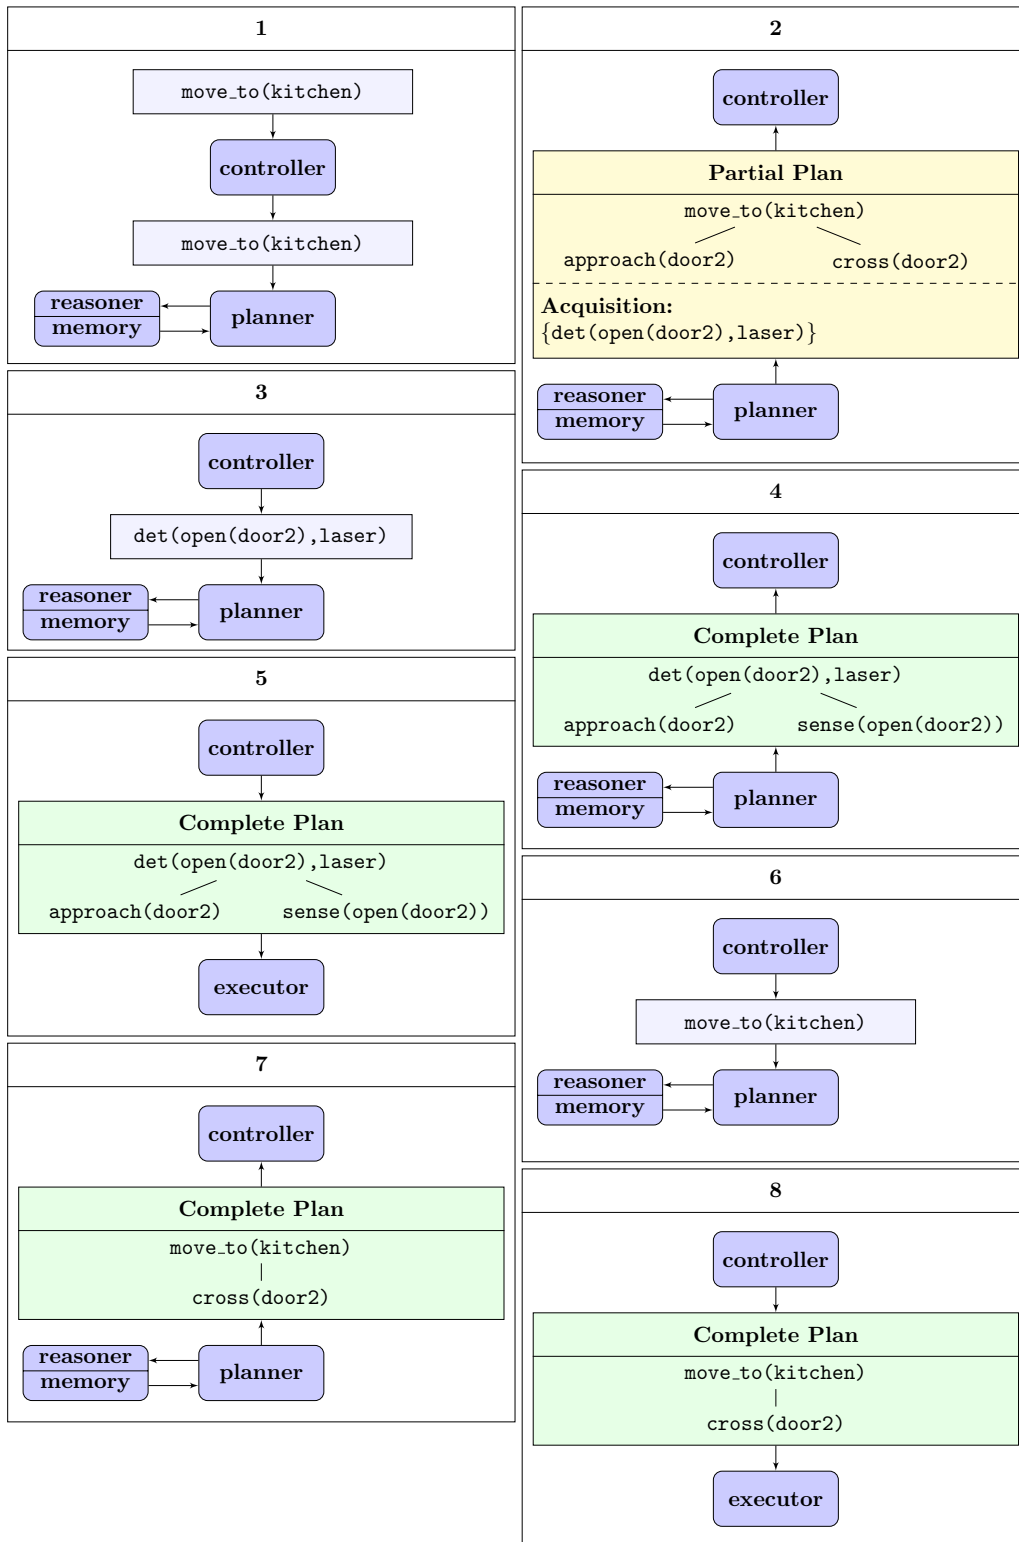 1
move_to(kitchen)
controller
move_to(kitchen)
reasoner
memory
planner
2
controller
Partial Plan
move_to(kitchen)
approach(door2) cross(door2)
Acquisition:
{det(open(door2),laser)}
reasoner
memory
planner
3
controller
det(open(door2),laser)
reasoner
memory
planner
4
controller
Complete Plan
det(open(door2),laser)
approach(door2) sense(open(door2))
reasoner
memory
planner
5
controller
Complete Plan
det(open(door2),laser)
approach(door2) sense(open(door2))
executor
6
controller
move_to(kitchen)
reasoner
memory
planner
7
controller
Complete Plan
move_to(kitchen)
cross(door2)
reasoner
memory
planner
8
controller
Complete Plan
move_to(kitchen)
cross(door2)
executor